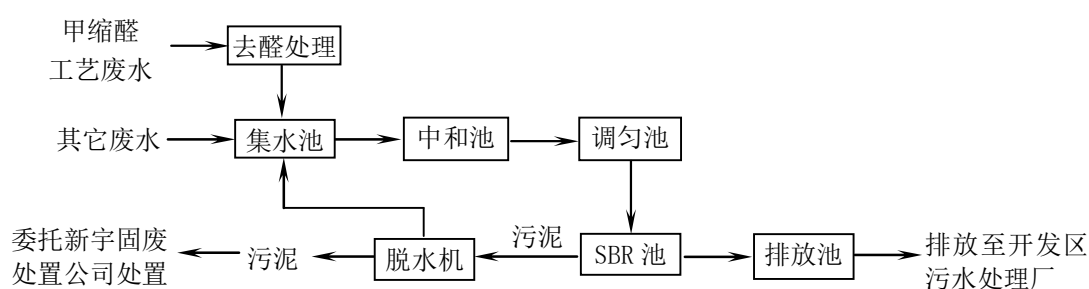 甲缩醛
工艺废水
去醛处理
其它废水
集水池
中和池
调匀池
委托新宇固废
处置公司处置
污泥
脱水机
污泥
SBR 池
排放池
排放至开发区
污水处理厂